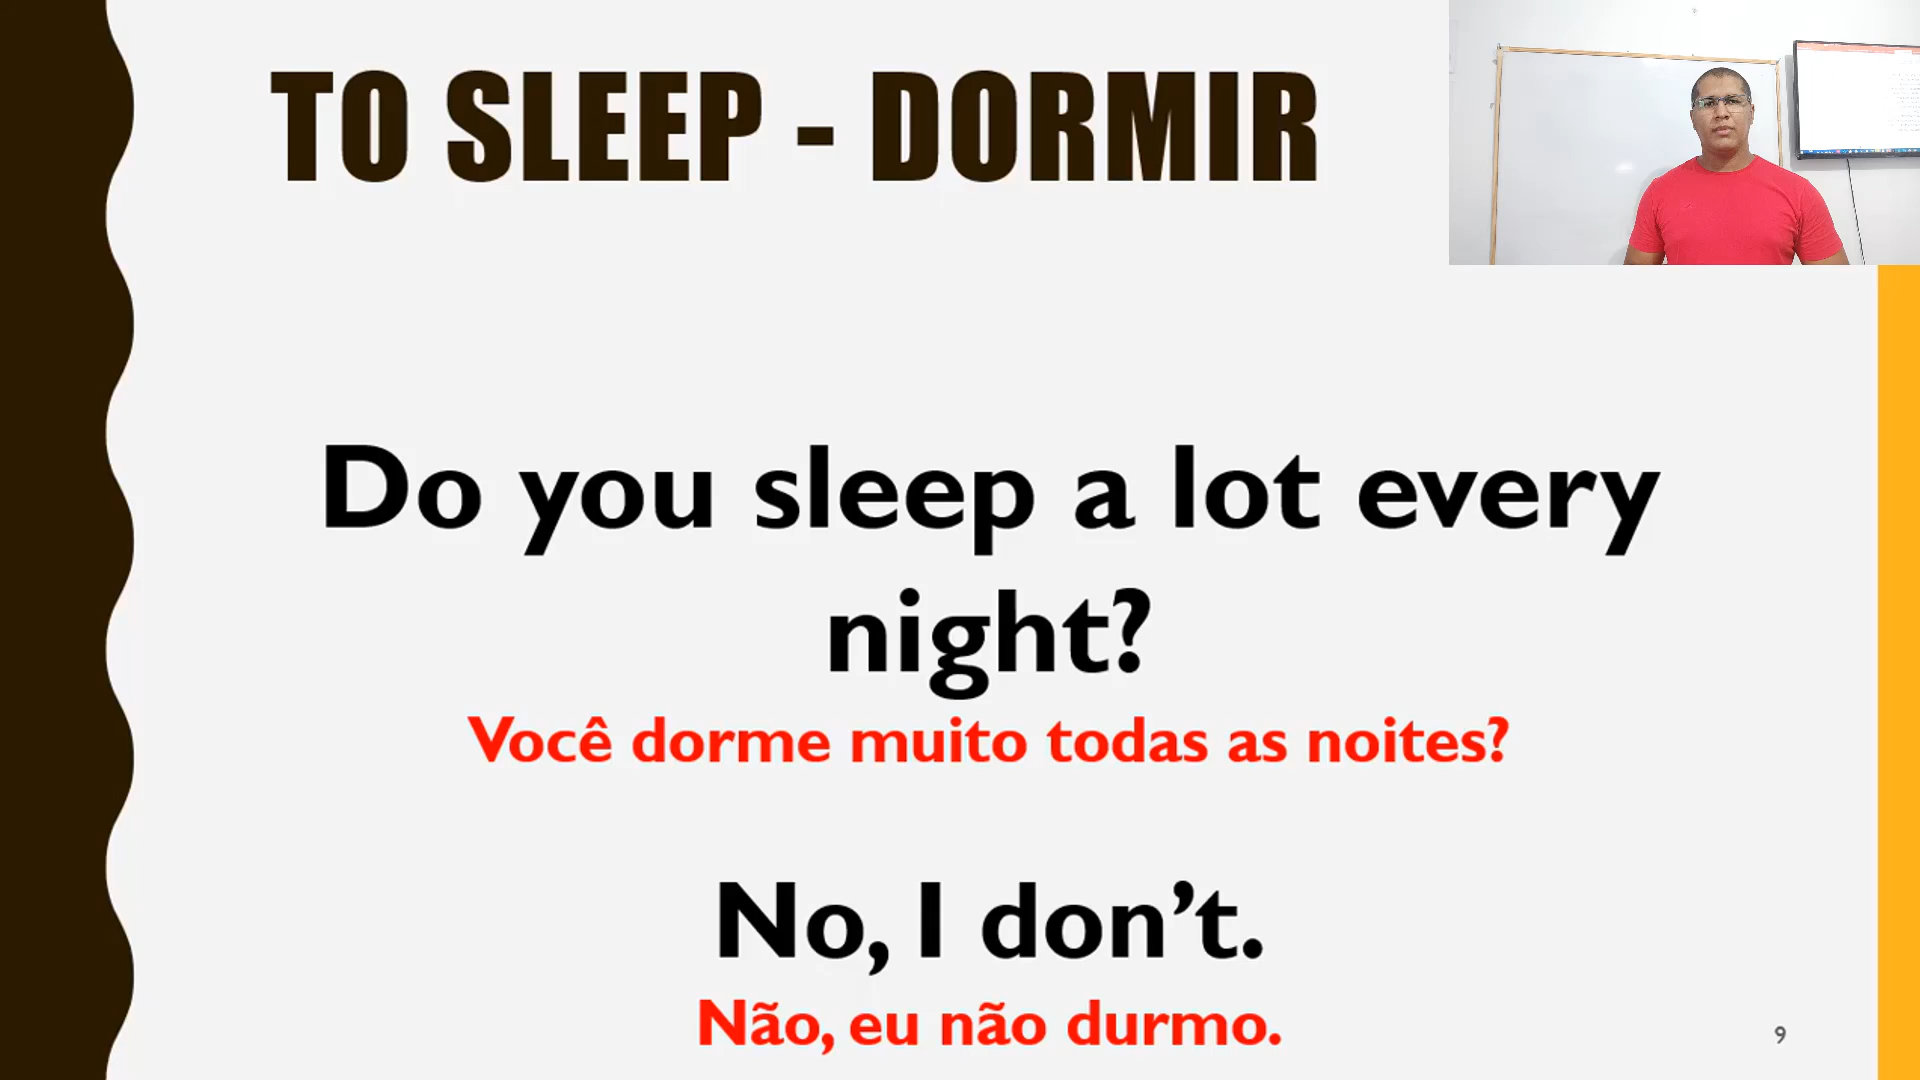 TO SLEEP - DORMIR
Do you sleep a lot every
night?
Você dorme muito todas as noites?
No, I don’t.
Não, eu não durmo.
9